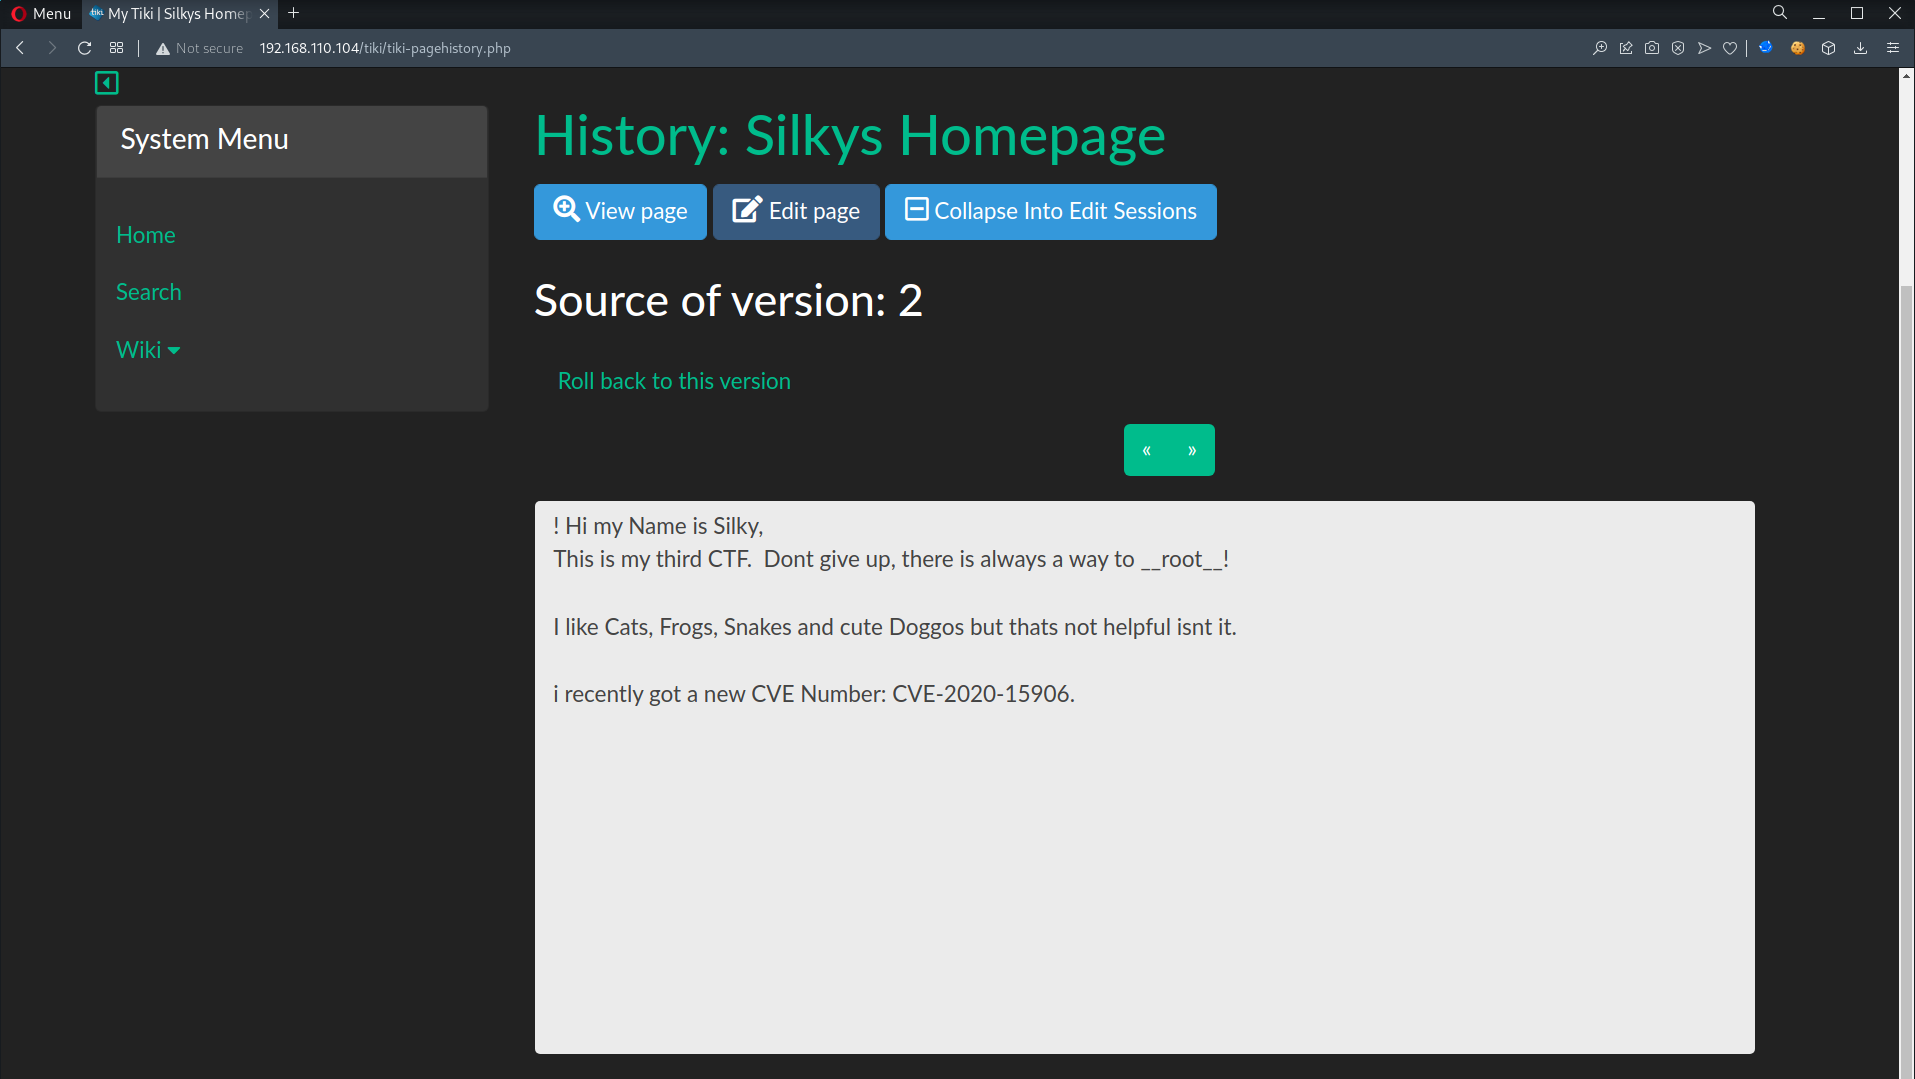 Menu
My Tiki | Silkys Homep
Not secure
192.168.110.104/tiki/tiki-pagehistory.php
System Menu
Home
Search
Wiki
History: Silkys Homepage
View page
Edit page
Collapse Into Edit Sessions
Source of version: 2
Roll back to this version
« »
! Hi my Name is Silky,
This is my third CTF.  Dont give up, there is always a way to __root__!
I like Cats, Frogs, Snakes and cute Doggos but thats not helpful isnt it.
i recently got a new CVE Number: CVE-2020-15906.